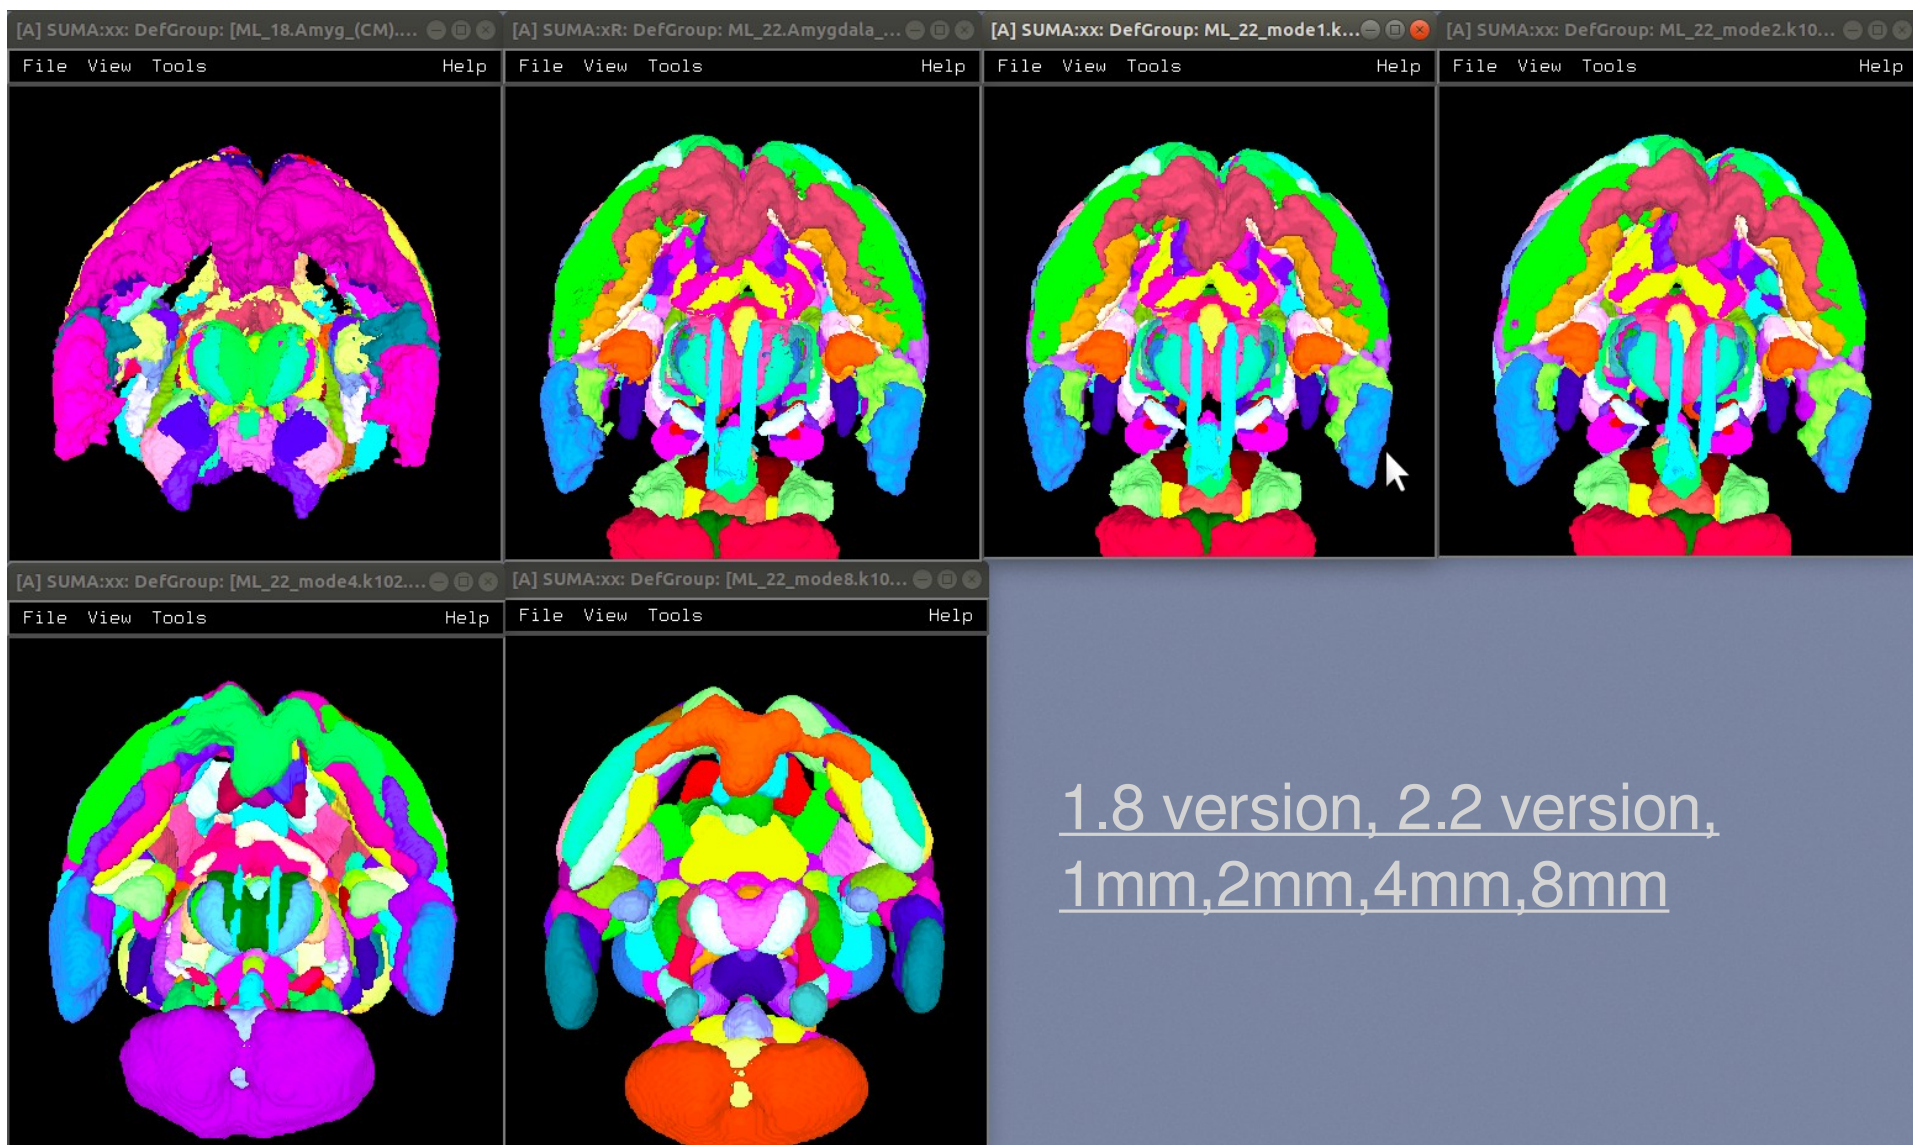 [A] SUMA:xx: DefGroup: [ML_18.Amyg_(CM)....
File View Tools Help
[A] SUMA:xR: DefGroup: ML_22.Amygdala_...
File View Tools Help
[A] SUMA:xx: DefGroup: ML_22_mode1.k...
File View Tools Help
[A] SUMA:xx: DefGroup: ML_22_mode2.k10...
File View Tools Help
[A] SUMA:xx: DefGroup: [ML_22_mode4.k102....
File View Tools Help
[A] SUMA:xx: DefGroup: [ML_22_mode8.k10...
File View Tools Help
1.8 version, 2.2 version,
1mm,2mm,4mm,8mm